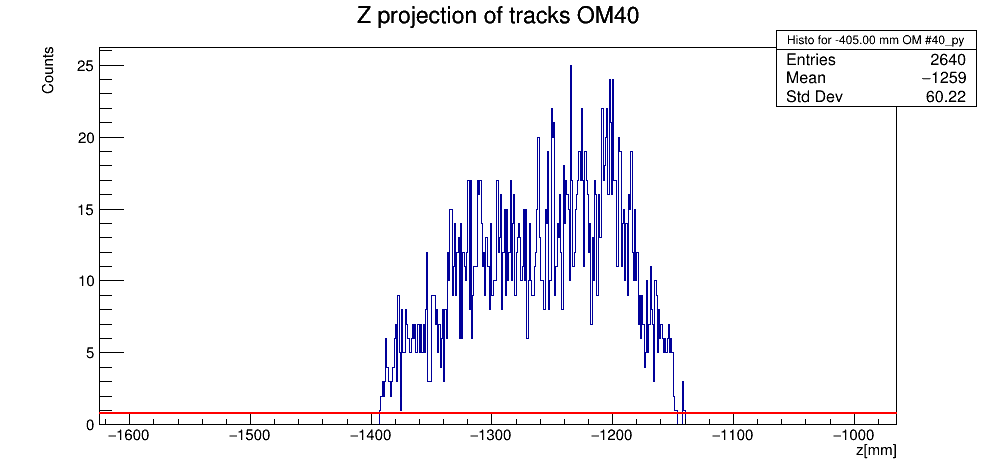 Z projection of tracks OM40
Histo for -405.00 mm OM #40_py
Entries 2640
Mean −1259
Std Dev 60.22
Counts
25
20
15
10
5
0
−1600 −1500 −1400 −1300 −1200 −1100 −1000
z[mm]